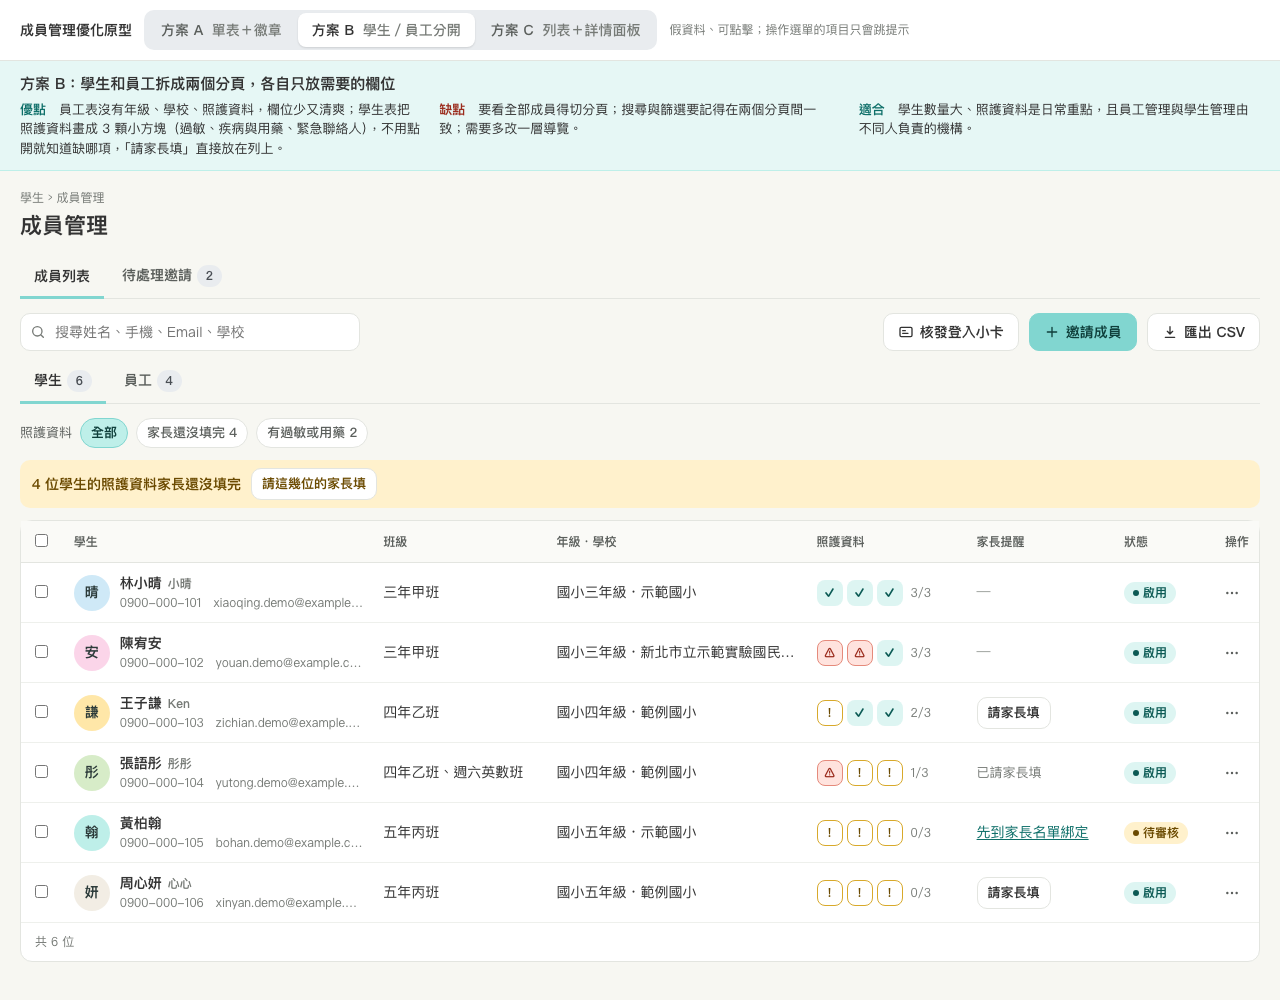 成員管理優化原型 方案 A 單表＋徽章 方案 B 學生 / 員工分開 方案 C 列表＋詳情面板 假資料、可點擊；操作選單的項目只會跳提示
方案 B：學生和員工拆成兩個分頁，各自只放需要的欄位
優點 員工表沒有年級、學校、照護資料，欄位少又清爽；學生表把
照護資料畫成 3 顆小方塊（過敏、疾病與用藥、緊急聯絡人），不用點
開就知道缺哪項，「請家長填」直接放在列上。
缺點 要看全部成員得切分頁；搜尋與篩選要記得在兩個分頁間一
致；需要多改一層導覽。
適合 學生數量大、照護資料是日常重點，且員工管理與學生管理由
不同人負責的機構。
學生 › 成員管理
成員管理
成員列表 待處理邀請 2
搜尋姓名、手機、Email、學校 核發登入小卡 邀請成員 匯出 CSV
學生 6 員工 4
照護資料 全部 家長還沒填完 4 有過敏或用藥 2
4 位學生的照護資料家長還沒填完 請這幾位的家長填
學生 班級 年級 · 學校 照護資料 家長提醒 狀態 操作
晴 林小晴 小晴 三年甲班 國小三年級 · 示範國小 3/3 — 啟用 ···
0900-000-101 xiaoqing.demo@example...
安 陳宥安 三年甲班 國小三年級 · 新北市立示範實驗國民... 3/3 — 啟用 ···
0900-000-102 youan.demo@example.c...
謙 王子謙 Ken 四年乙班 國小四年級 · 範例國小 ! 2/3 請家長填 啟用 ···
0900-000-103 zichian.demo@example....
彤 張語彤 彤彤 四年乙班、週六英數班 國小四年級 · 範例國小 ! ! 1/3 已請家長填 啟用 ···
0900-000-104 yutong.demo@example....
翰 黃柏翰 五年丙班 國小五年級 · 示範國小 ! ! ! 0/3 先到家長名單綁定 待審核 ···
0900-000-105 bohan.demo@example.c...
妍 周心妍 心心 五年丙班 國小五年級 · 範例國小 ! ! ! 0/3 請家長填 啟用 ···
0900-000-106 xinyan.demo@example....
共 6 位